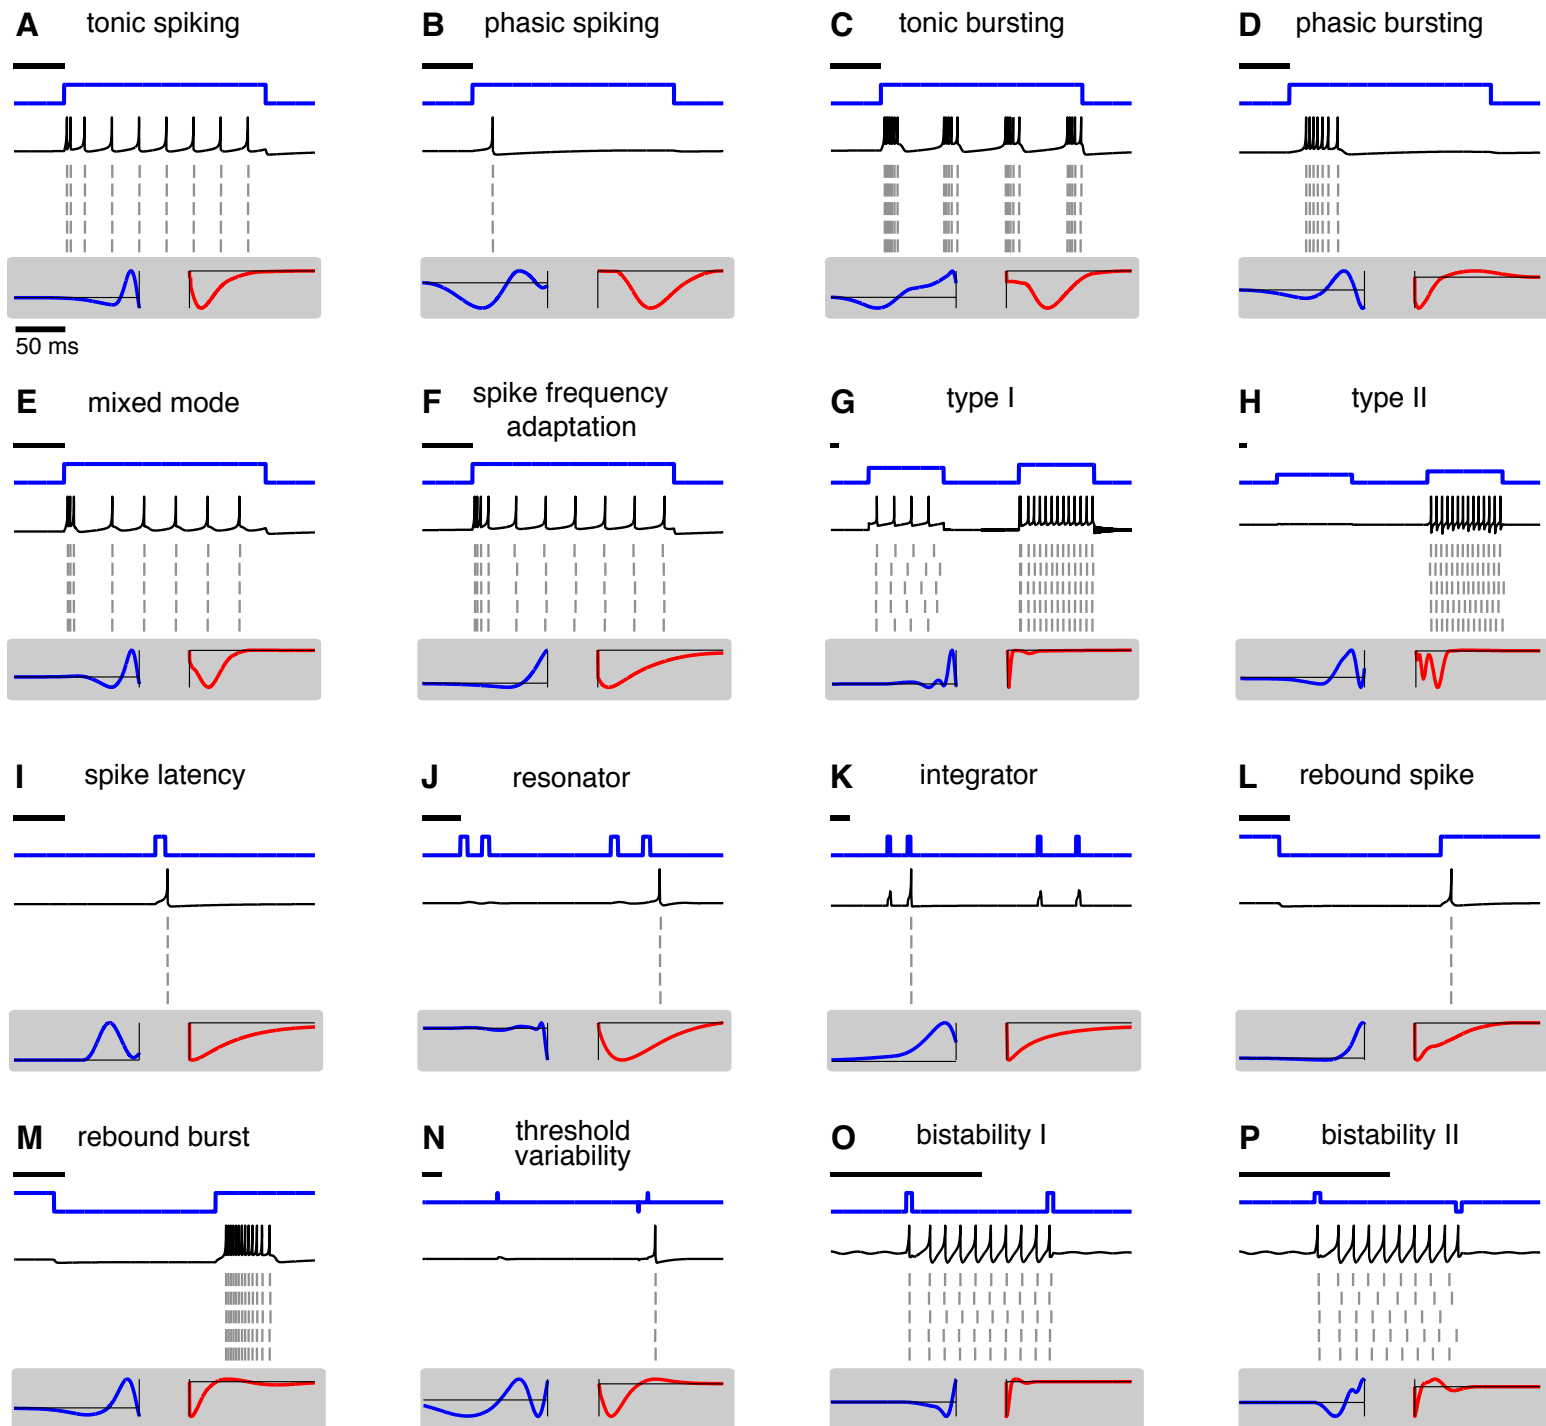 A tonic spiking
B phasic spiking
C tonic bursting
D phasic bursting
50 ms
E mixed mode
F spike frequency
adaptation
G type I
H type II
I spike latency
J resonator
K integrator
L rebound spike
M rebound burst
N threshold
variability
O bistability I
P bistability II